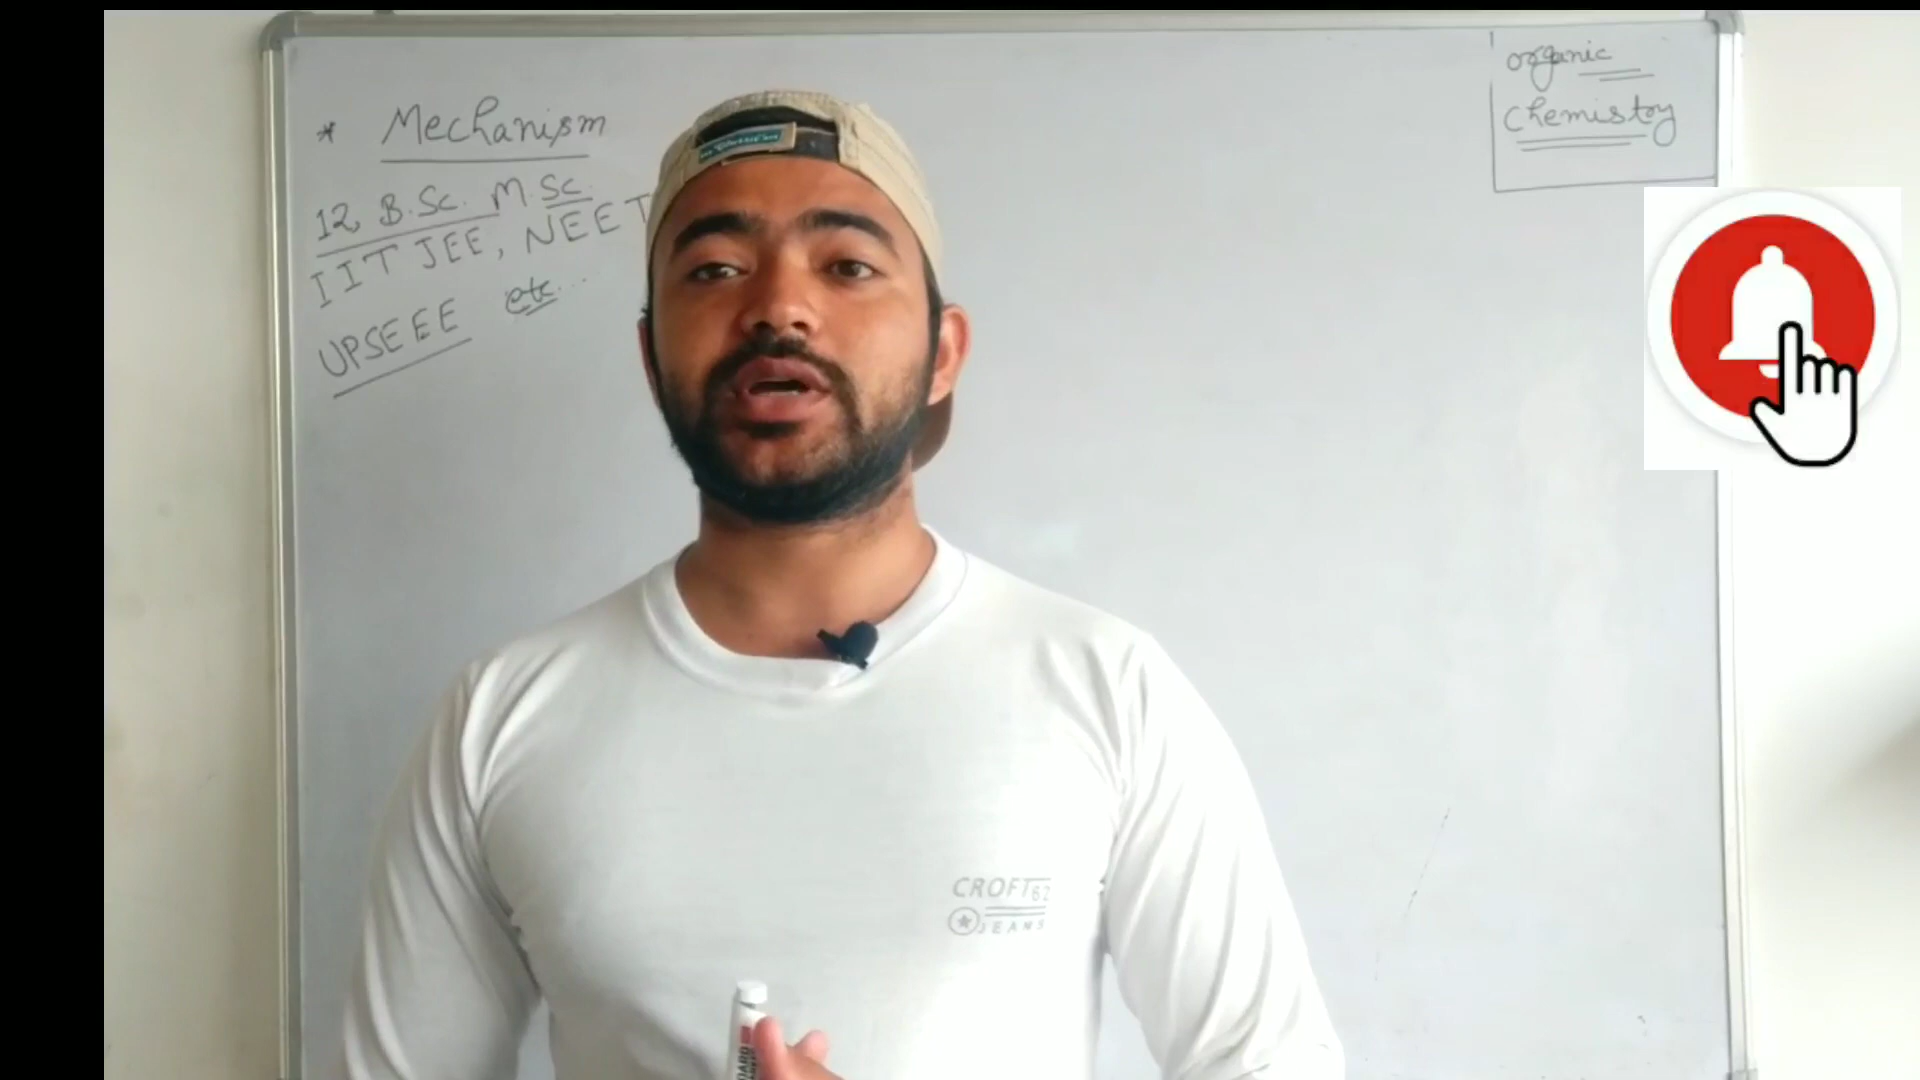 * Mechanism
12, B.Sc. M.Sc.
IIT JEE, NEET
UPSEEE etc...
organic
chemistry
CROFT 62
JEANS